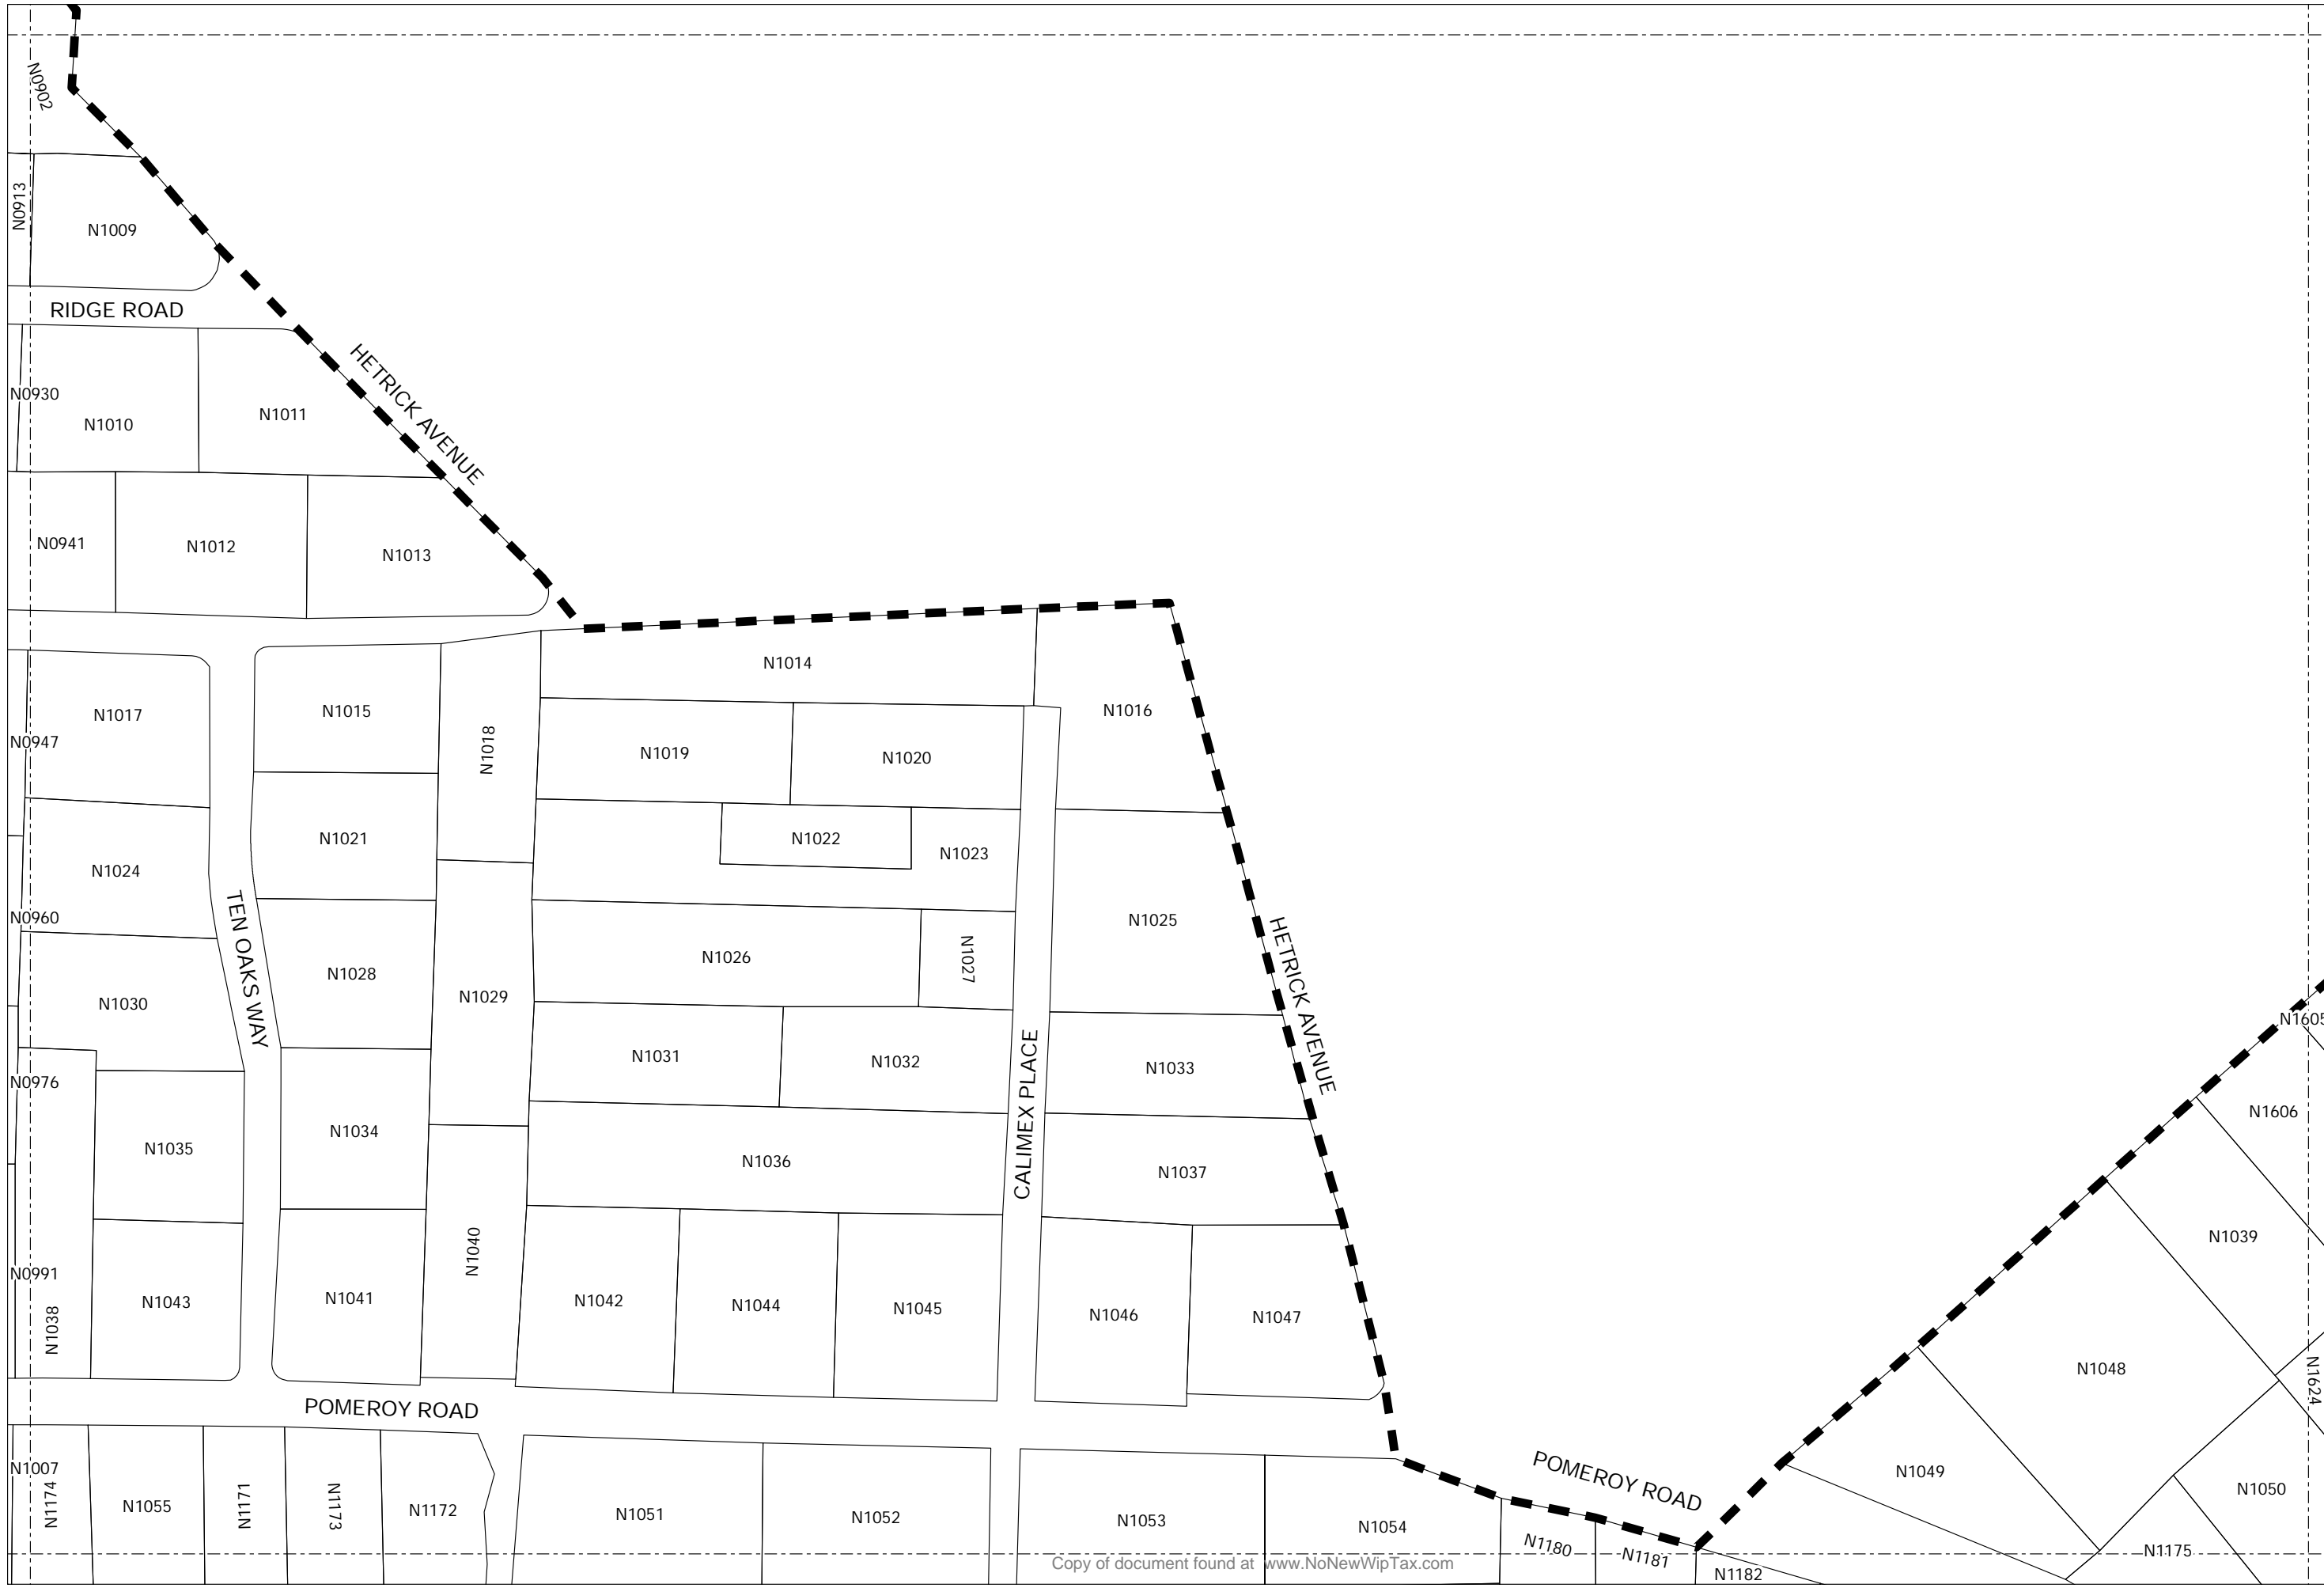 N0902
N0913
N1009
RIDGE ROAD
HETRICK AVENUE
N0930
N1010
N1011
N0941
N1012
N1013
N1014
N1016
N1017
N1015
N1018
N0947
N1019
N1020
N1021
N1022
N1023
N1024
N0960
TEN OAKS WAY
N1025
HETRICK AVENUE
N1026
N1027
N1028
N1029
N1030
N1605
N1031
N1032
CALIMEX PLACE
N1033
N0976
N1606
N1034
N1035
N1036
N1037
N1039
N1040
N0991
N1038
N1043
N1041
N1042
N1044
N1045
N1046
N1047
N1048
N1624
POMEROY ROAD
N1007
N1174
N1055
N1171
N1173
N1172
N1051
N1052
N1053
N1054
POMEROY ROAD
N1049
N1050
N1180
N1181
N1182
N1175
Copy of document found at www.NoNewWipTax.com